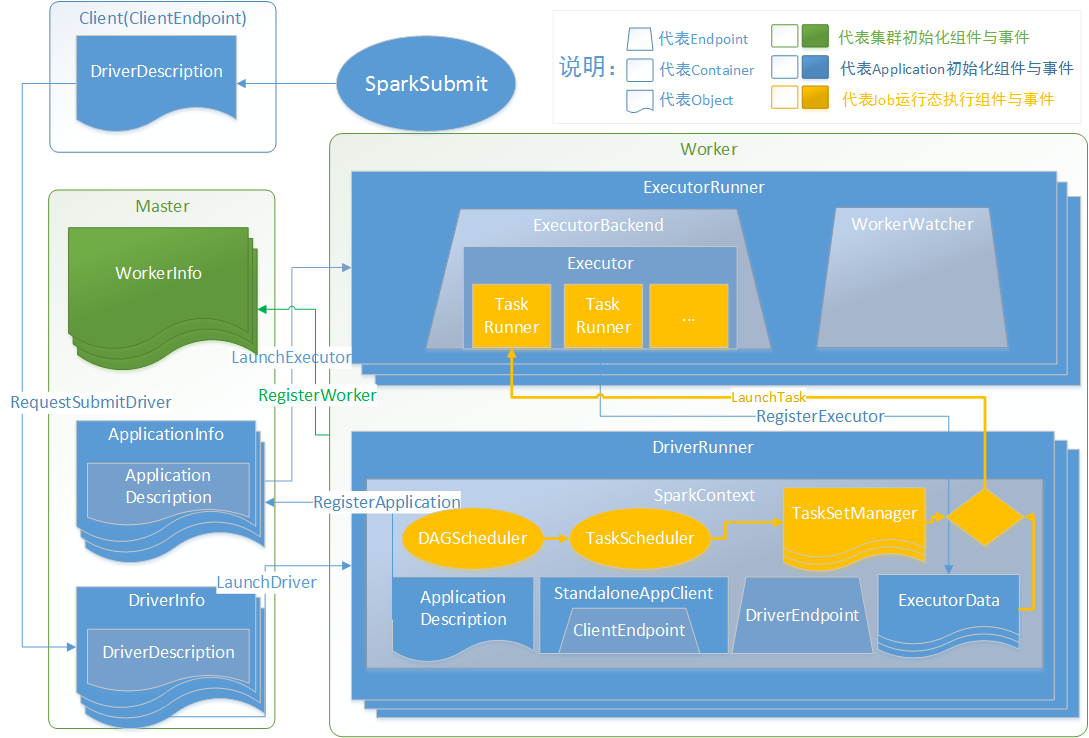 Client(ClientEndpoint)
DriverDescription
SparkSubmit
说明：
代表Endpoint
代表Container
代表Object
代表集群初始化组件与事件
代表Application初始化组件与事件
代表Job运行态执行组件与事件
Master
WorkerInfo
LaunchExecutor
RegisterWorker
RequestSubmitDriver
ApplicationInfo
Application
Description
RegisterApplication
LaunchDriver
DriverInfo
DriverDescription
Worker
ExecutorRunner
ExecutorBackend
WorkerWatcher
Executor
Task
Runner
Task
Runner
...
LaunchTask
RegisterExecutor
DriverRunner
SparkContext
DAGScheduler
TaskScheduler
TaskSetManager
Application
Description
StandaloneAppClient
ClientEndpoint
DriverEndpoint
ExecutorData